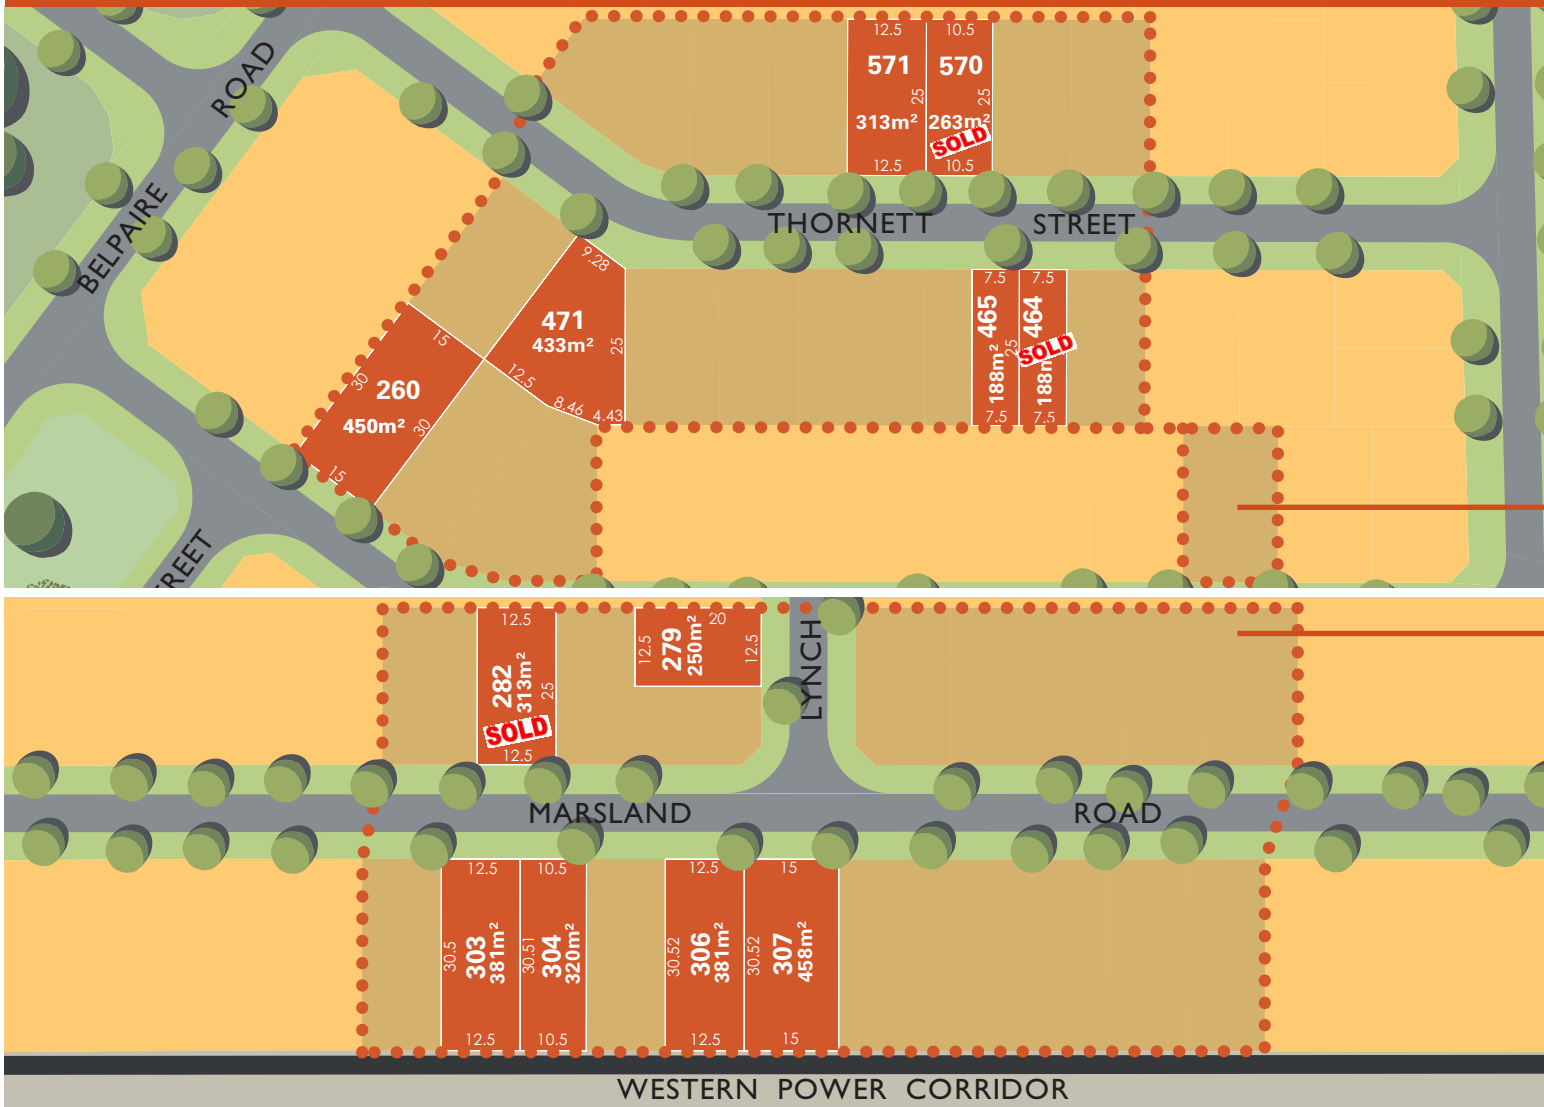 BELPAIRE ROAD
12.5
571
25
313m²
12.5
10.5
570
25
263m²
SOLD
10.5
THORNETT STREET
9.28
471
433m²
25
12.5
8.46
4.43
15
30
260
450m²
30
15
7.5
465
188m²
25
7.5
7.5
464
SOLD
188m²
7.5
REET
12.5
282
313m²
25
SOLD
12.5
20
12.5
279
250m²
12.5
LYNCH
MARSLAND ROAD
12.5
30.5
303
381m²
12.5
10.5
30.51
304
320m²
10.5
12.5
30.52
306
381m²
12.5
15
30.52
307
458m²
15
WESTERN POWER CORRIDOR